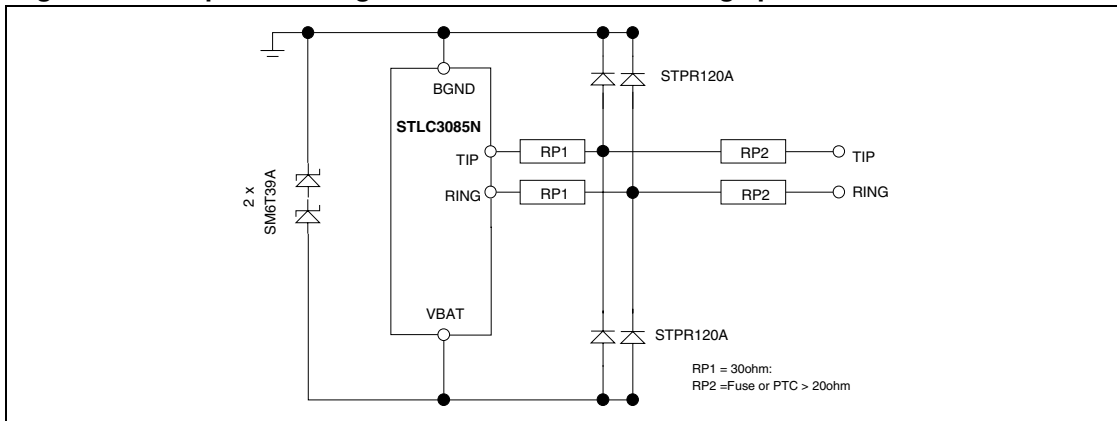 BGND
STPR120A
STLC3085N
TIP
RP1
RP2
TIP
RING
RP1
RP2
RING
2 x
SM6T39A
VBAT
STPR120A
RP1 = 30ohm:
RP2 =Fuse or PTC > 20ohm